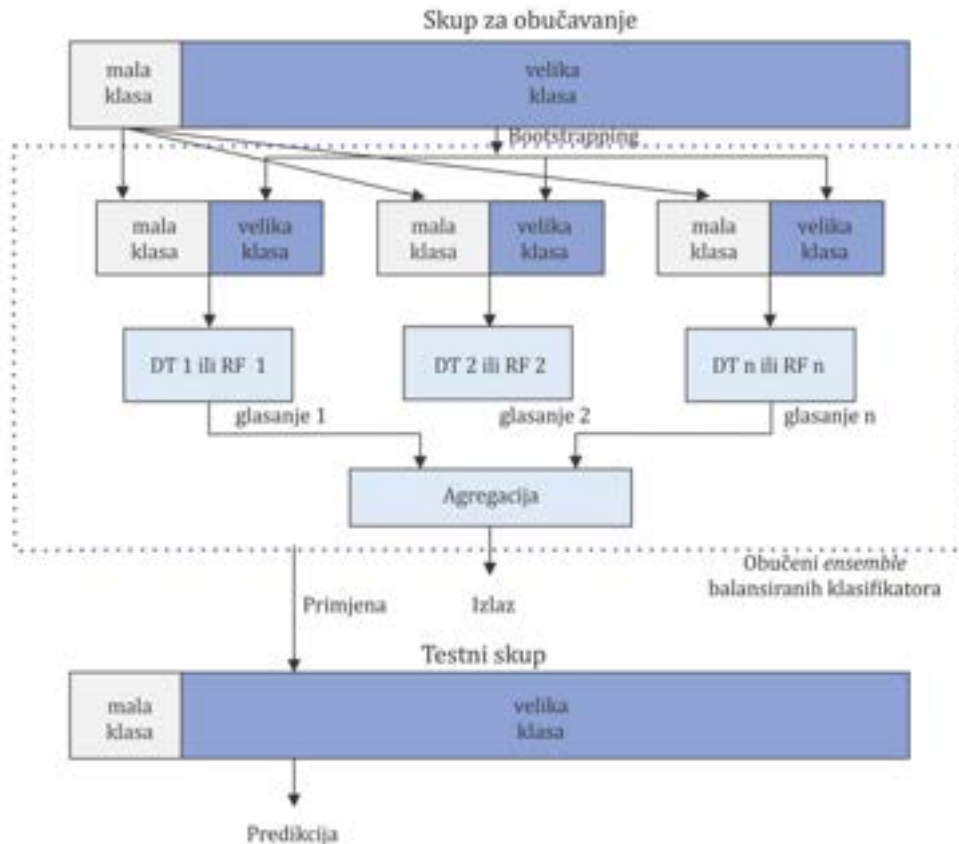 Skup za obučavanje
mala
klasa
velika
klasa
Bootstrapping
mala
klasa
velika
klasa
mala
klasa
velika
klasa
mala
klasa
velika
klasa
DT 1 ili RF 1
DT 2 ili RF 2
DT n ili RF n
glasanje 1
glasanje 2
glasanje n
Agregacija
Obučeni ensemble
balansiranih klasifikatora
Primjena
Izlaz
Testni skup
mala
klasa
velika
klasa
Predikcija